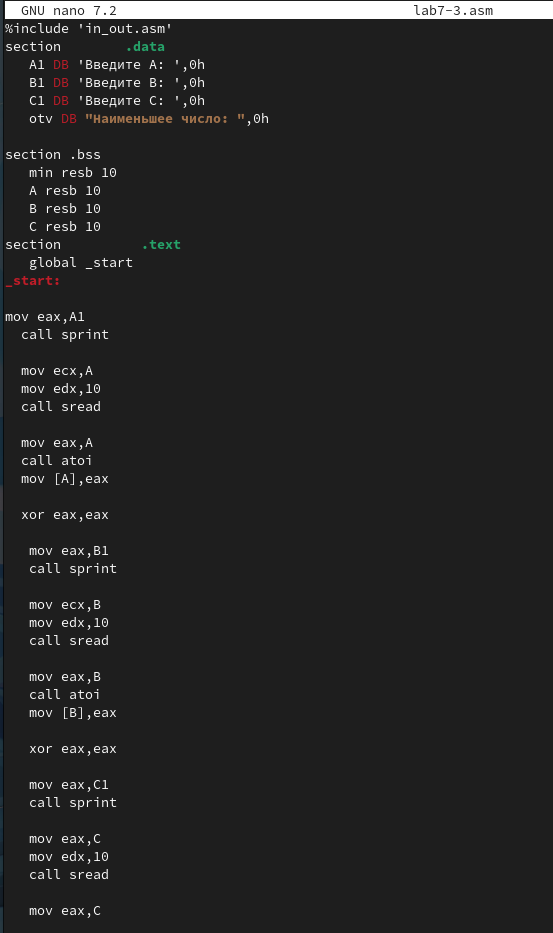 GNU nano 7.2 lab7-3.asm
%include 'in_out.asm'
section .data
A1 DB 'Введите A: ',0h
B1 DB 'Введите B: ',0h
C1 DB 'Введите C: ',0h
otv DB "Наименьшее число: ",0h
section .bss
min resb 10
A resb 10
B resb 10
C resb 10
section .text
global _start
_start:
mov eax,A1
call sprint
mov ecx,A
mov edx,10
call sread
mov eax,A
call atoi
mov [A],eax
xor eax,eax
mov eax,B1
call sprint
mov ecx,B
mov edx,10
call sread
mov eax,B
call atoi
mov [B],eax
xor eax,eax
mov eax,C1
call sprint
mov eax,C
mov edx,10
call sread
mov eax,C